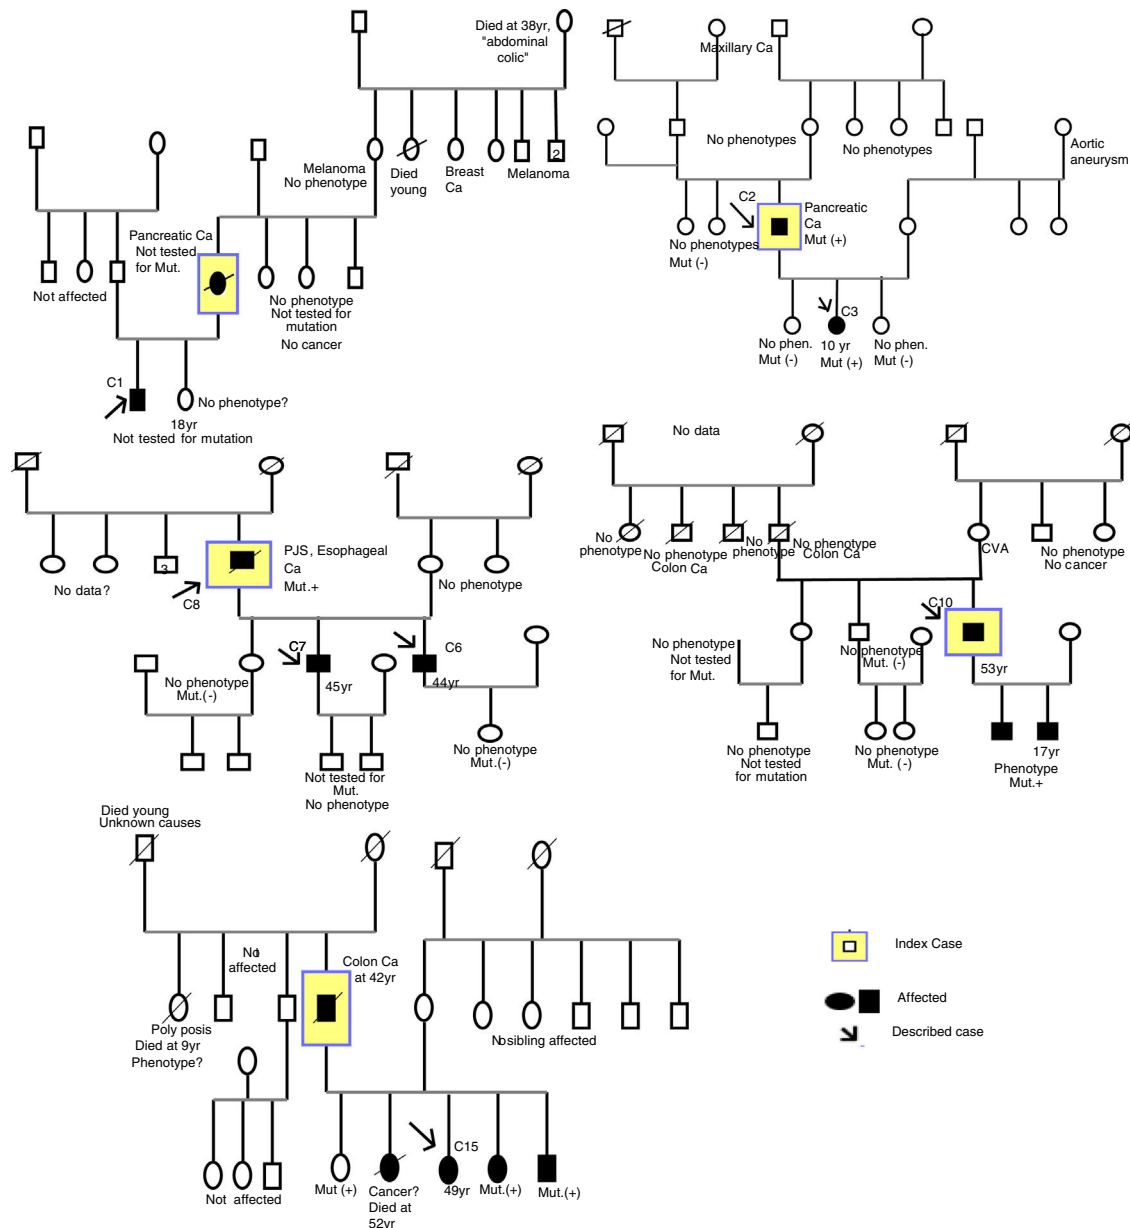 Died at 38yr,
"abdominal
colic"
Melanoma
No phenotype
Died
young
Breast
Ca
Melanoma
2
Pancreatic Ca
Not tested
for Mut.
Not affected
No phenotype
Not tested for
mutation
No cancer
C1
No phenotype?
18yr
Not tested for mutation
Maxillary Ca
No phenotypes
No phenotypes
Aortic
aneurysm
C2
Pancreatic
Ca
Mut (+)
No phenotypes
Mut (-)
C3
No phen.
Mut (-)
10 yr
Mut (+)
No phen.
Mut (-)
No data?
3
PJS, Esophageal
Ca
Mut.+
C8
No phenotype
No phenotype
Mut.(-)
C7
45yr
C6
44yr
Not tested for
Mut.
No phenotype
No phenotype
Mut.(-)
No data
No
phenotype
No phenotype
Colon Ca
No
phenotype
No phenotype
Colon Ca
CVA
No phenotype
No cancer
C10
53yr
No phenotype
Not tested
for Mut.
No phenotype
Mut. (-)
No phenotype
Not tested
for mutation
No phenotype
Mut. (-)
17yr
Phenotype
Mut.+
Died young
Unknown causes
affected
Colon Ca
at 42yr
Poly posis
Died at 9yr
Phenotype?
Nosibling affected
Not affected
Mut (+)
Cancer?
Died at
52yr
C15
49yr
Mut.(+)
Mut.(+)
Index Case
Affected
Described case